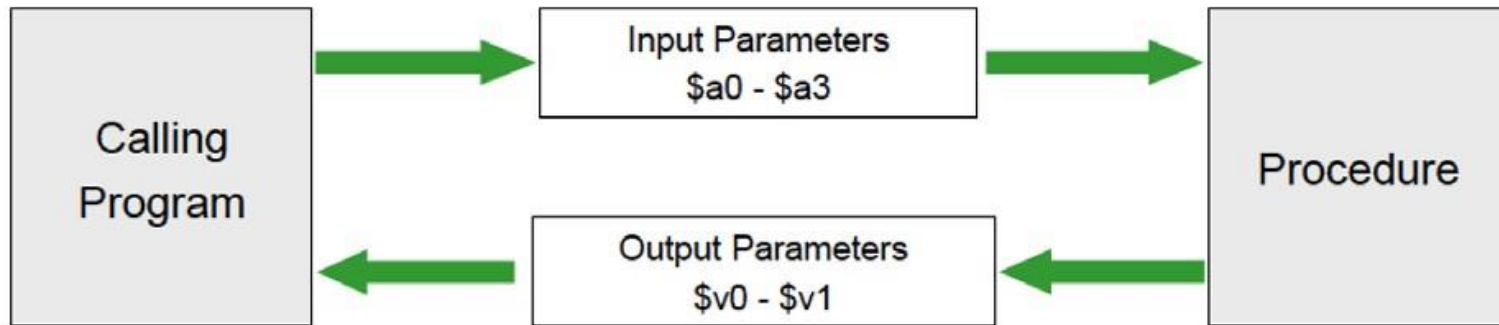 Calling
Program
Input Parameters
$a0 - $a3
Output Parameters
$v0 - $v1
Procedure